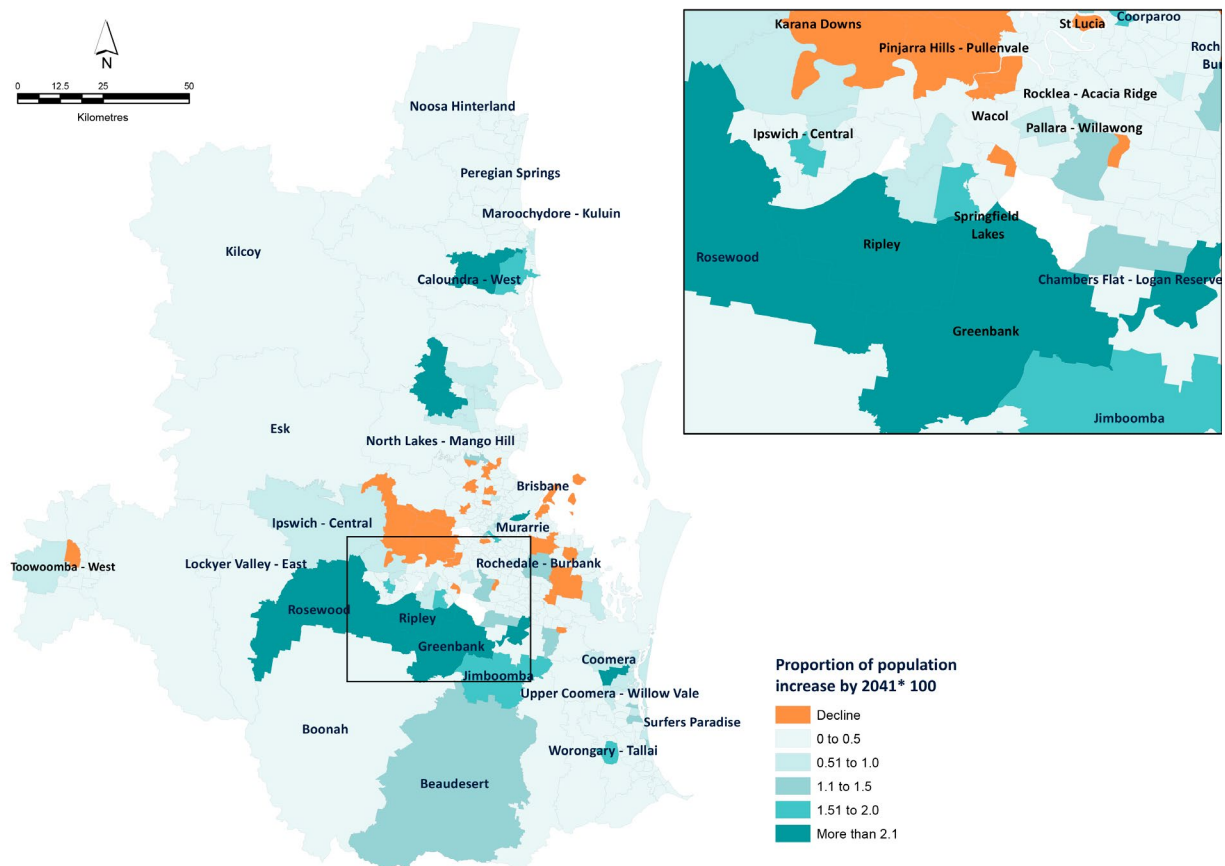 N
0 12.5 25 50
Kilometres
Noosa Hinterland
Peregian Springs
Maroochydore - Kuluin
Kilcoy
Caloundra - West
Esk
North Lakes - Mango Hill
Brisbane
Ipswich - Central
Murarrie
Toowoomba - West
Lockyer Valley - East
Rochedale - Burbank
Rosewood
Ripley
Greenbank
Coomera
Jimboomba
Upper Coomera - Willow Vale
Boonah
Surfers Paradise
Worongary - Tallai
Beaudesert
Karana Downs
St Lucia
Coorparoo
Pinjarra Hills - Pullenvale
Roch
Bur
Rocklea - Acacia Ridge
Wacol
Ipswich - Central
Pallara - Willawong
Springfield
Lakes
Rosewood
Ripley
Chambers Flat - Logan Reserve
Greenbank
Jimboomba
Proportion of population
increase by 2041* 100
Decline
0 to 0.5
0.51 to 1.0
1.1 to 1.5
1.51 to 2.0
More than 2.1